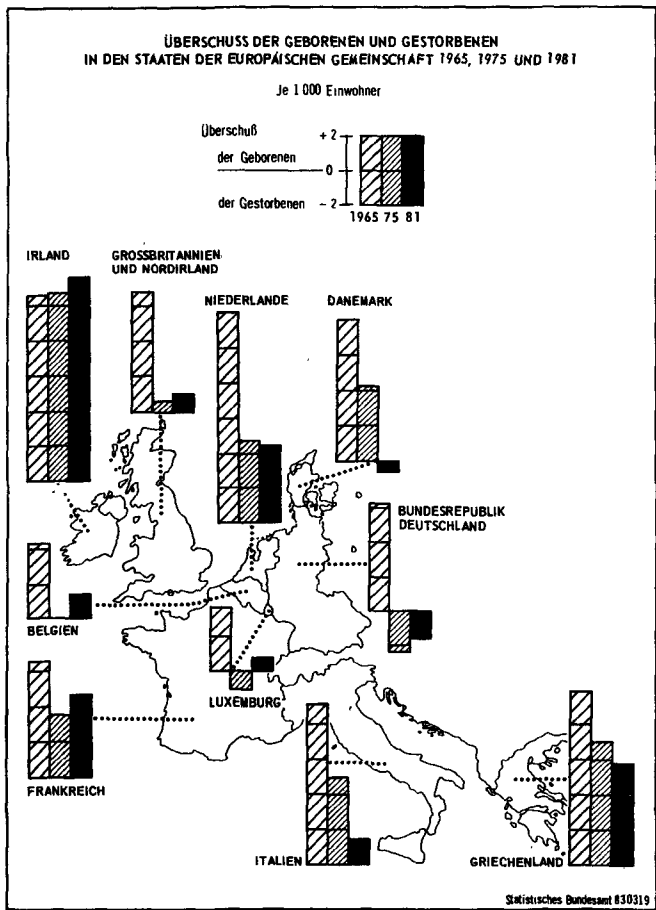 ÜBERSCHUSS DER GEBORENEN UND GESTORBENEN
IN DEN STAATEN DER EUROPÄISCHEN GEMEINSCHAFT 1965, 1975 UND 1981
Je 1 000 Einwohner
Überschuß
der Geborenen
der Gestorbenen
+ 2
0
- 2
1965 75 81
IRLAND
GROSSBRITANNIEN
UND NORDIRLAND
NIEDERLANDE
DANEMARK
BUNDESREPUBLIK
DEUTSCHLAND
BELGIEN
LUXEMBURG
FRANKREICH
ITALIEN
GRIECHENLAND
Statistisches Bundesamt 830319